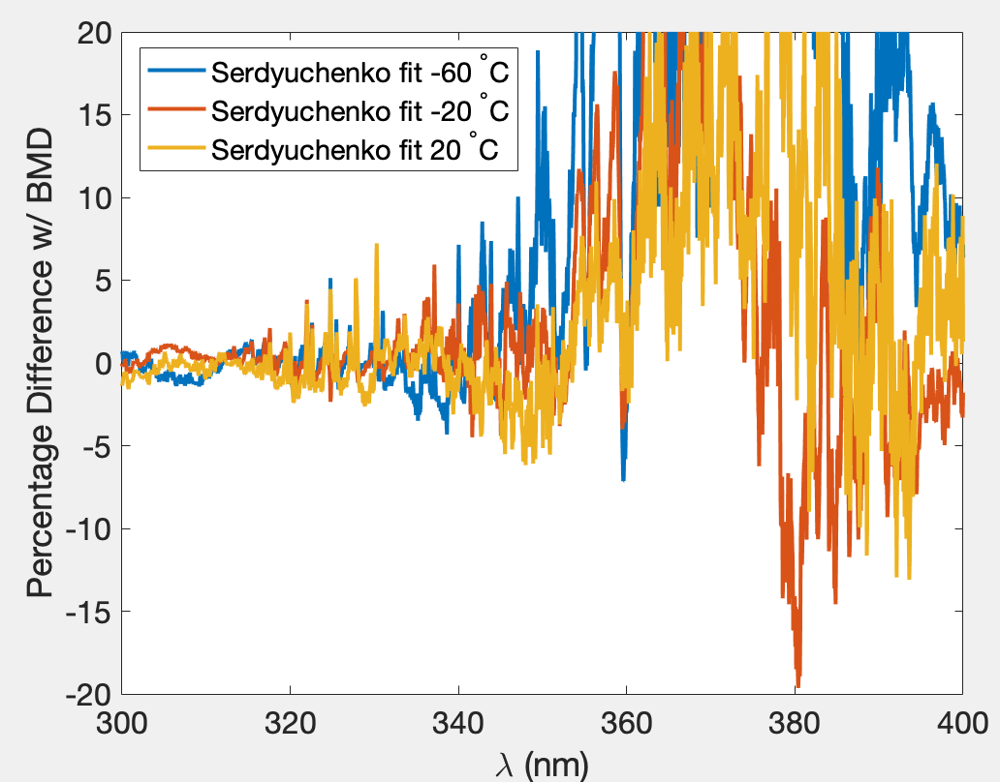 Serdyuchenko fit -60 °C
Serdyuchenko fit -20 °C
Serdyuchenko fit 20 °C
Percentage Difference w/ BMD
20
15
10
5
0
-5
-10
-15
-20
300 320 340 360 380 400
λ (nm)